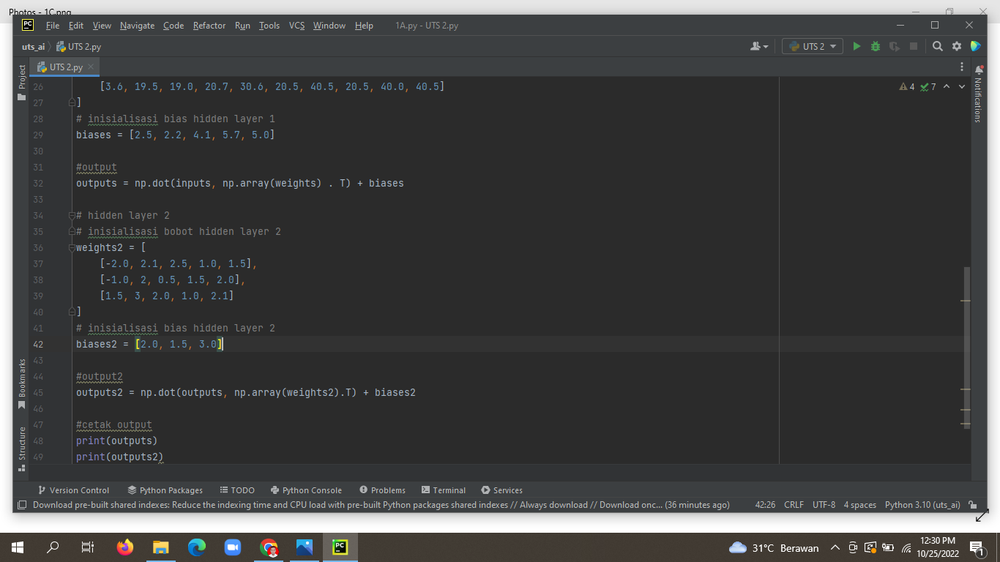 Photos - 1C.png
PC File Edit View Navigate Code Refactor Run Tools VCS Window Help 1A.py - UTS 2.py
uts_ai UTS 2.py UTS 2
Project
UTS 2.py
Notifications
4 7
26 [3.6, 19.5, 19.0, 20.7, 30.6, 20.5, 40.5, 20.5, 40.0, 40.5]
27 ]
28 # inisialisasi bias hidden layer 1
29 biases = [2.5, 2.2, 4.1, 5.7, 5.0]
30
31 #output
32 outputs = np.dot(inputs, np.array(weights) . T) + biases
33
34 # hidden layer 2
35 # inisialisasi bobot hidden layer 2
36 weights2 = [
37 [-2.0, 2.1, 2.5, 1.0, 1.5],
38 [-1.0, 2, 0.5, 1.5, 2.0],
39 [1.5, 3, 2.0, 1.0, 2.1]
40 ]
41 # inisialisasi bias hidden layer 2
42 biases2 = [2.0, 1.5, 3.0]
43
44 #output2
45 outputs2 = np.dot(outputs, np.array(weights2).T) + biases2
46
47 #cetak output
48 print(outputs)
49 print(outputs2)
Bookmarks
Structure
Version Control Python Packages TODO Python Console Problems Terminal Services
Download pre-built shared indexes: Reduce the indexing time and CPU load with pre-built Python packages shared indexes // Always download // Download onc... (36 minutes ago) 42:26 CRLF UTF-8 4 spaces Python 3.10 (uts_ai)
PC
31°C Berawan
12:30 PM
10/25/2022
1